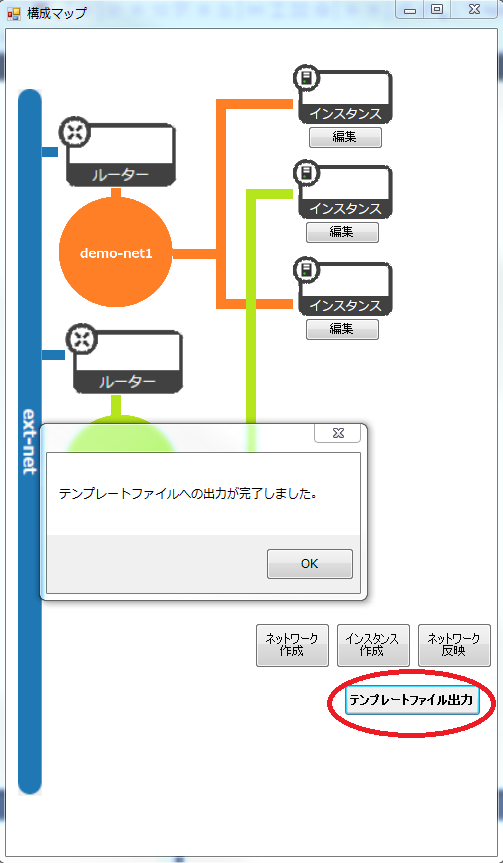 構成マップ
インスタンス
編集
ルーター
インスタンス
編集
demo-net1
インスタンス
編集
ルーター
ext-net
テンプレートファイルへの出力が完了しました。
OK
ネットワーク
作成
インスタンス
作成
ネットワーク
反映
テンプレートファイル出力